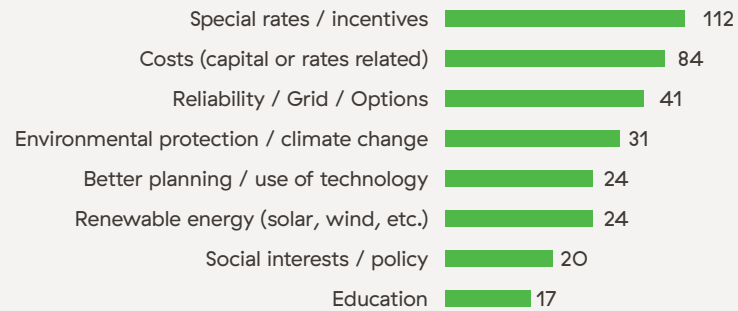 Special rates / incentives 112
Costs (capital or rates related) 84
Reliability / Grid / Options 41
Environmental protection / climate change 31
Better planning / use of technology 24
Renewable energy (solar, wind, etc.) 24
Social interests / policy 20
Education 17